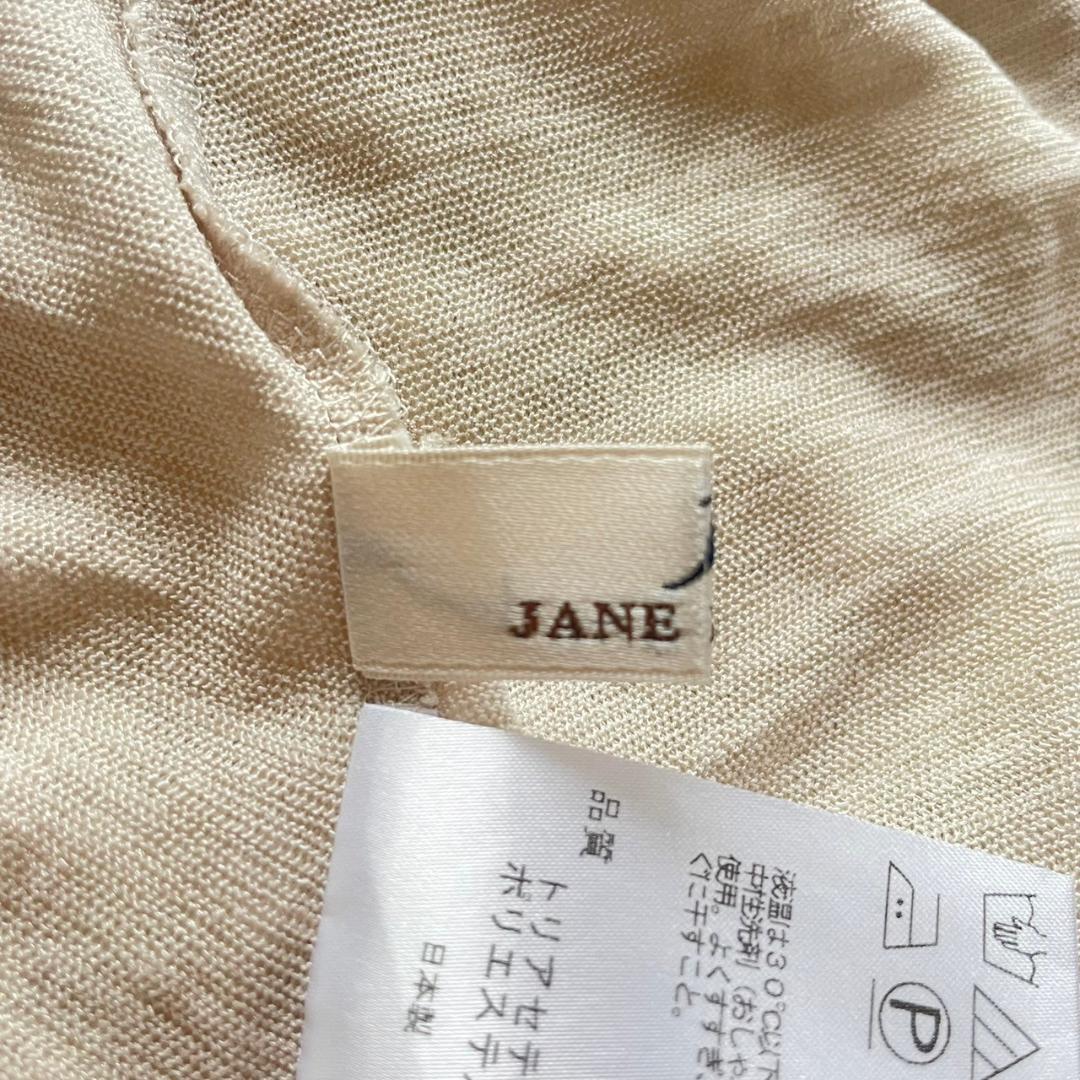 JANE
品質
トリアセテ
ポリエステ
日本製
液温は30℃以下
中性洗剤(おしゃ
使用。よくすすぎ、
ぐに干すこと。
P